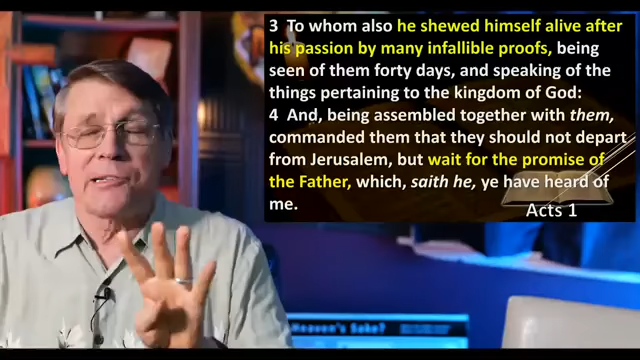 3 To whom also he shewed himself alive after
his passion by many infallible proofs, being
seen of them forty days, and speaking of the
things pertaining to the kingdom of God:
4 And, being assembled together with them,
commanded them that they should not depart
from Jerusalem, but wait for the promise of
the Father, which, saith he, ye have heard of
me.
Acts 1
Heaven's Sake?